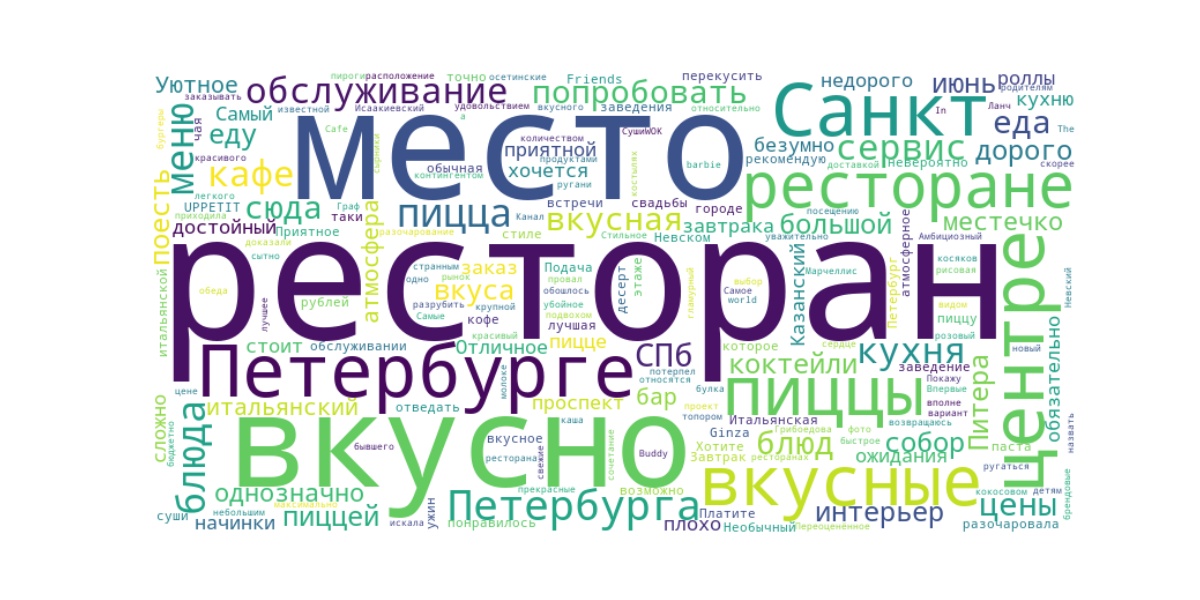 Уютное
обслуживание
пироги
расположение
точно
осетинские
Friends
перекусить
недорого
июнь
роллы
заказывать
известной
Исаакиевский
удовольствием
вкусного
попробовать
заведения
относительно
родителям
кухню
бургеры
чая
Самый
еду
меню
место
Cafe
а
количеством
СушиWOK
приятной
продуктами
обычная
хочется
сырники
костылях
barbie
Санкт
In
Ланч
The
еда
безумно
рекомендую
сервис
доставкой
невероятно
дорого
скорее
красивого
кафе
контингентом
ругани
ресторане
Поесть
легкого
UPPETIT
сюда
Граф
таки
пицца
Канал
встречи
вкусная
свадьбы
городе
завтрака
посещению
большой
местечко
приходила
достойный
Приятное
атмосфера
разочарование
стиле
Стильное
Невском
уважительно
атмосферное
Амбициозный
доказали
сытно
итальянской
ресторан
странным
одно
рынок
заказ
Подача
провал
десерт
этаже
гламурный
Самое
выбор
world
Казанский
Марчеллис
Петербург
косяков
рисовая
видом
пиццу
розовый
Невский
центре
обеда
лучшее
рублей
разрубить
Самые
вкуса
крупной
обошлось
убойное
подвохом
кофе
красивый
лучшая
пицце
которое
сердце
заведение
новый
обязательно
стоит
обслуживании
Отличное
СПб
потерпел
относятся
коктейли
кухня
Покажу
Впервые
Питера
Петербурге
молоке
булка
пиццы
вполне
вариант
назвать
сложно
бюджетно
цене
блюда
итальянский
отведать
проспект
каша
бар
проект
топором
Итальянская
возвращаюсь
паста
бывшего
вкусно
вкусное
ресторана
свежие
сочетание
Buddy
Ginza
Хотите
Завтрак
ресторанах
Грибоедова
фото
блюд
быстрое
собор
ожидания
ругаться
однозначно
максимально
прекрасные
возможно
вкусные
кокосовом
детям
брендовые
суши
небольшим
начинки
пиццей
искала
ужин
Петербурга
понравилось
плохо
Платите
Необычный
Переоценённое
интерьер
цены
разочаровала